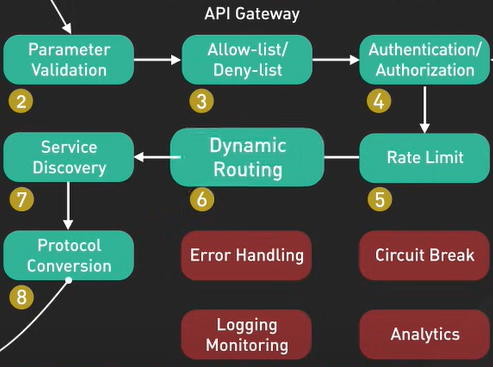 API Gateway
Parameter
Validation
Allow-list/
Deny-list
Authentication/
Authorization
2
3
4
Service
Discovery
Dynamic
Routing
Rate Limit
7
6
5
Protocol
Conversion
Error Handling
Circuit Break
8
Logging
Monitoring
Analytics